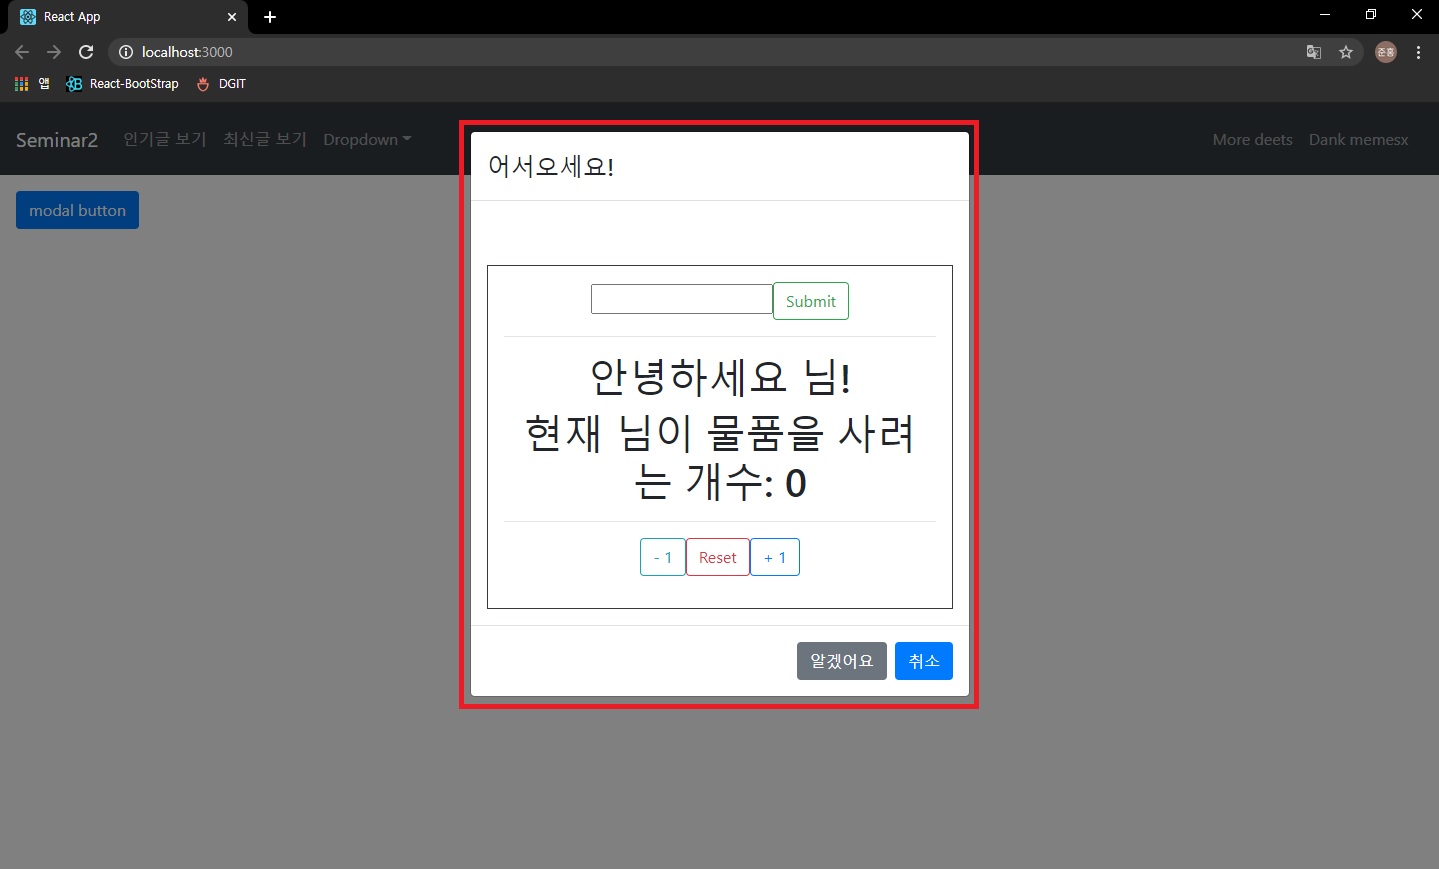 React App
localhost:3000
준홍
앱 React-BootStrap DGIT
Seminar2 인기글 보기 최신글 보기 Dropdown More deets Dank memesx
modal button
어서오세요!
Submit
안녕하세요 님!
현재 님이 물품을 사려
는 개수: 0
- 1 Reset + 1
알겠어요 취소